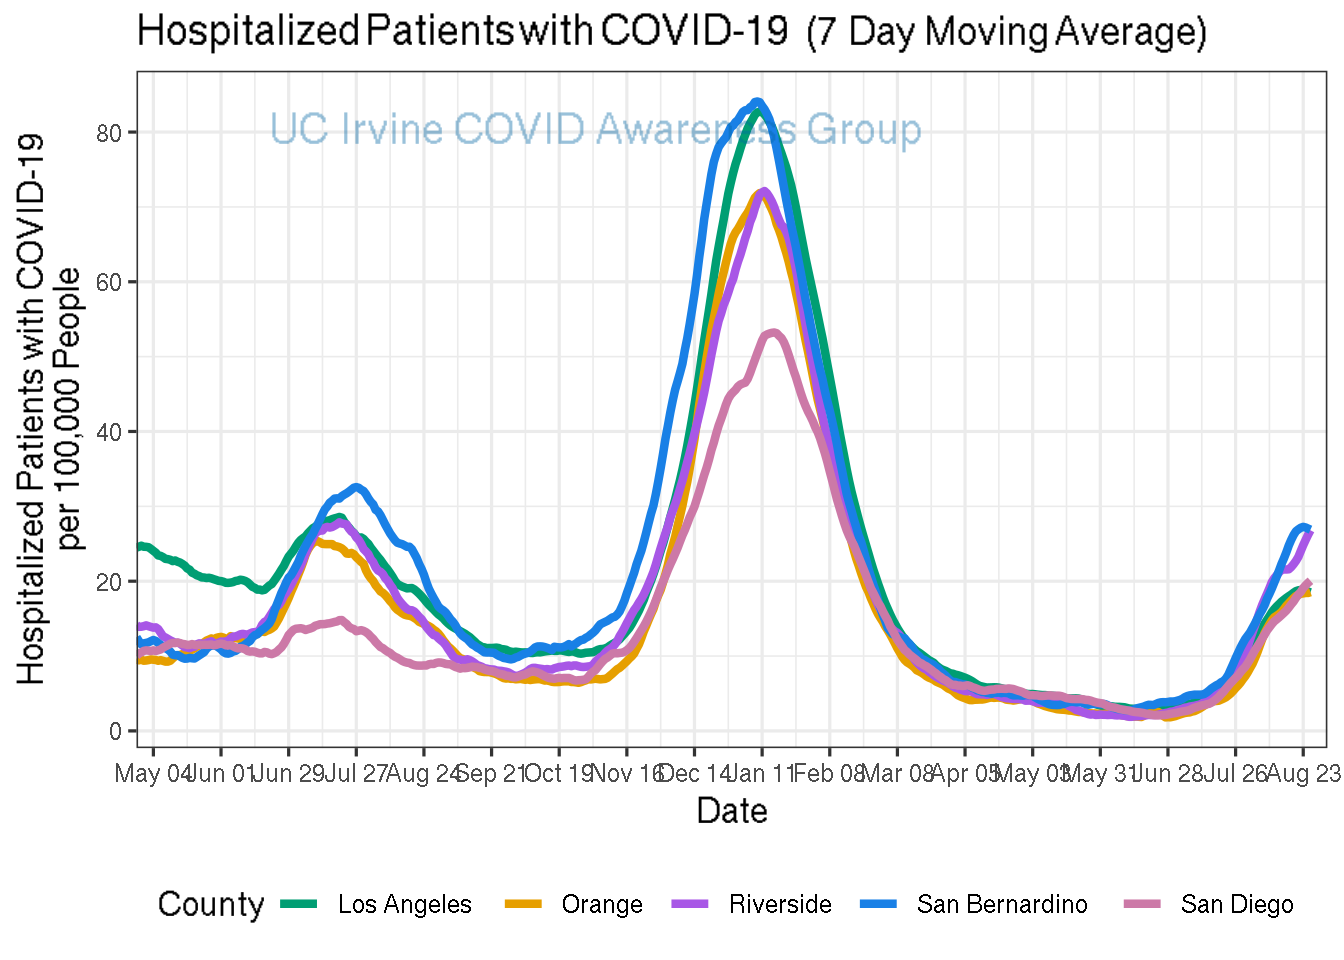 Hospitalized Patients with COVID-19 (7 Day Moving Average)
UC Irvine COVID Awareness Group
Hospitalized Patients with COVID-19
per 100,000 People
80
60
40
20
0
May 04 Jun 01 Jun 29 Jul 27 Aug 24 Sep 21 Oct 19 Nov 16 Dec 14 Jan 11 Feb 08 Mar 08 Apr 05 May 03 May 31 Jun 28 Jul 26 Aug 23
Date
County Los Angeles Orange Riverside San Bernardino San Diego